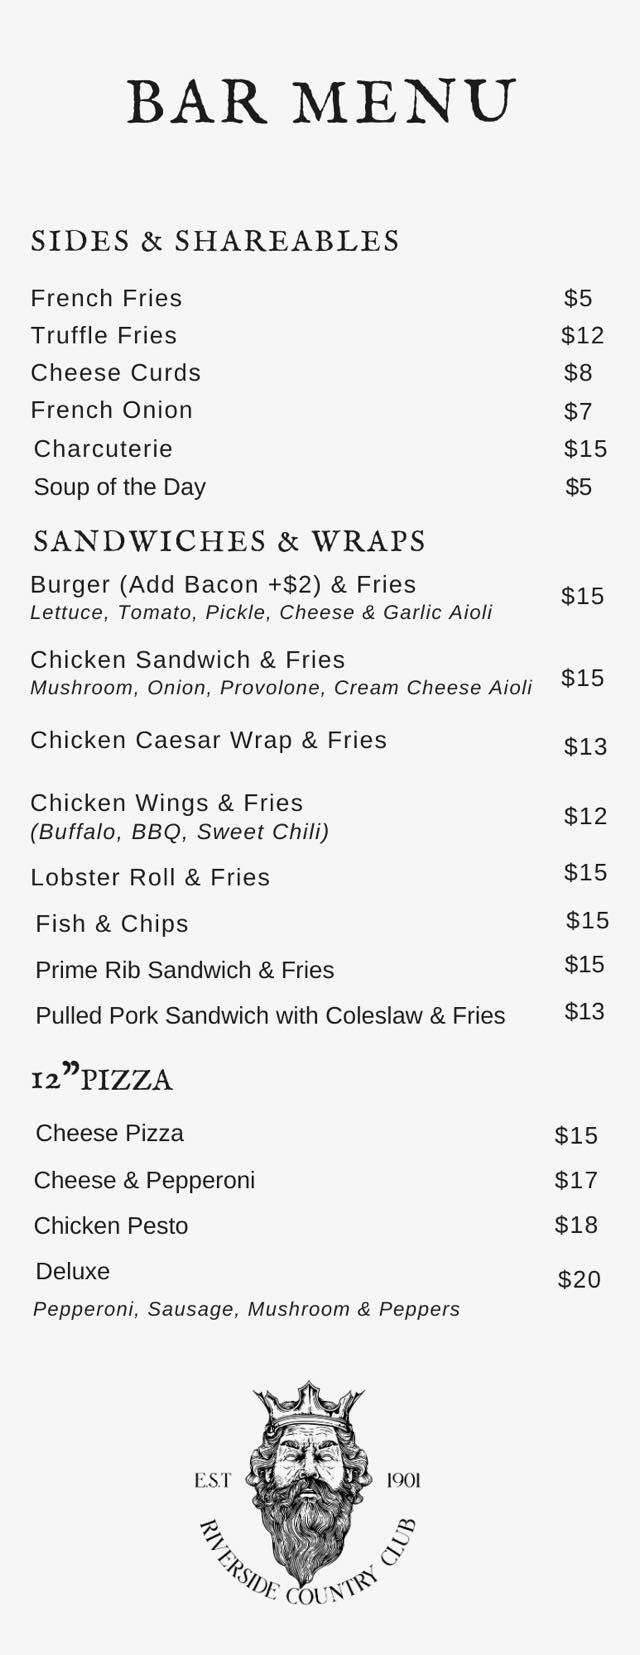 BAR MENU
SIDES & SHAREABLES
French Fries $5
Truffle Fries $12
Cheese Curds $8
French Onion $7
Charcuterie $15
Soup of the Day $5
SANDWICHES & WRAPS
Burger (Add Bacon +$2) & Fries $15
Lettuce, Tomato, Pickle, Cheese & Garlic Aioli
Chicken Sandwich & Fries $15
Mushroom, Onion, Provolone, Cream Cheese Aioli
Chicken Caesar Wrap & Fries $13
Chicken Wings & Fries $12
(Buffalo, BBQ, Sweet Chili)
Lobster Roll & Fries $15
Fish & Chips $15
Prime Rib Sandwich & Fries $15
Pulled Pork Sandwich with Coleslaw & Fries $13
12”PIZZA
Cheese Pizza $15
Cheese & Pepperoni $17
Chicken Pesto $18
Deluxe $20
Pepperoni, Sausage, Mushroom & Peppers
E.S.T 1901
RIVERSIDE COUNTRY CLUB